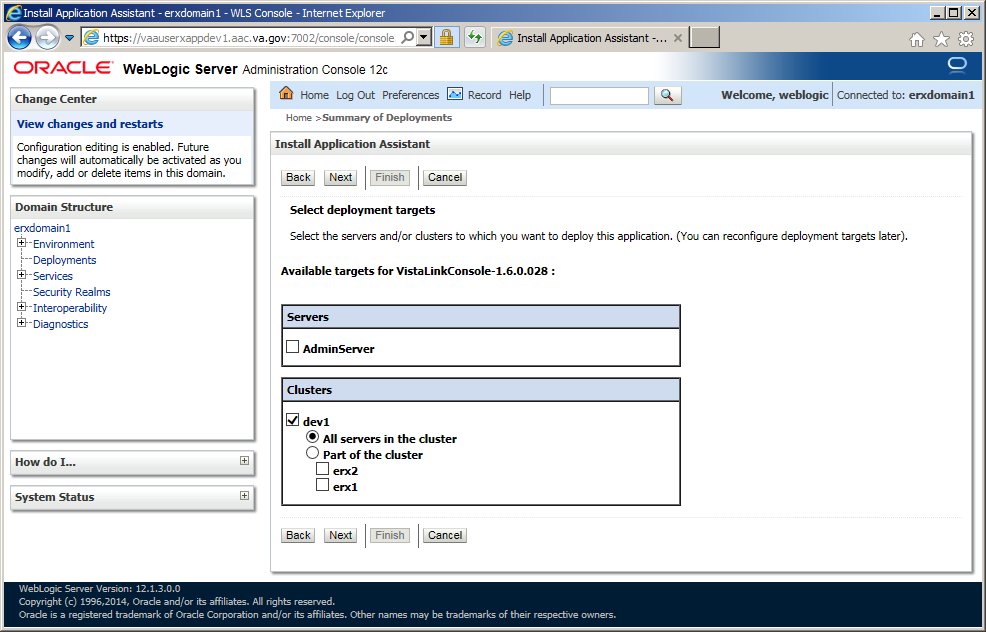 Install Application Assistant - erxdomain1 - WLS Console - Internet Explorer
https://vaauserxappdev1.aac.va.gov:7002/console/console
Install Application Assistant -...
ORACLE WebLogic Server Administration Console 12c
Change Center
View changes and restarts
Configuration editing is enabled. Future
changes will automatically be activated as you
modify, add or delete items in this domain.
Domain Structure
erxdomain1
Environment
Deployments
Services
Security Realms
Interoperability
Diagnostics
How do I...
System Status
Home Log Out Preferences Record Help
Welcome, weblogic Connected to: erxdomain1
Home >Summary of Deployments
Install Application Assistant
Back Next Finish Cancel
Select deployment targets
Select the servers and/or clusters to which you want to deploy this application. (You can reconfigure deployment targets later).
Available targets for VistaLinkConsole-1.6.0.028 :
Servers
AdminServer
Clusters
dev1
All servers in the cluster
Part of the cluster
erx2
erx1
Back Next Finish Cancel
WebLogic Server Version: 12.1.3.0.0
Copyright (c) 1996,2014, Oracle and/or its affiliates. All rights reserved.
Oracle is a registered trademark of Oracle Corporation and/or its affiliates. Other names may be trademarks of their respective owners.